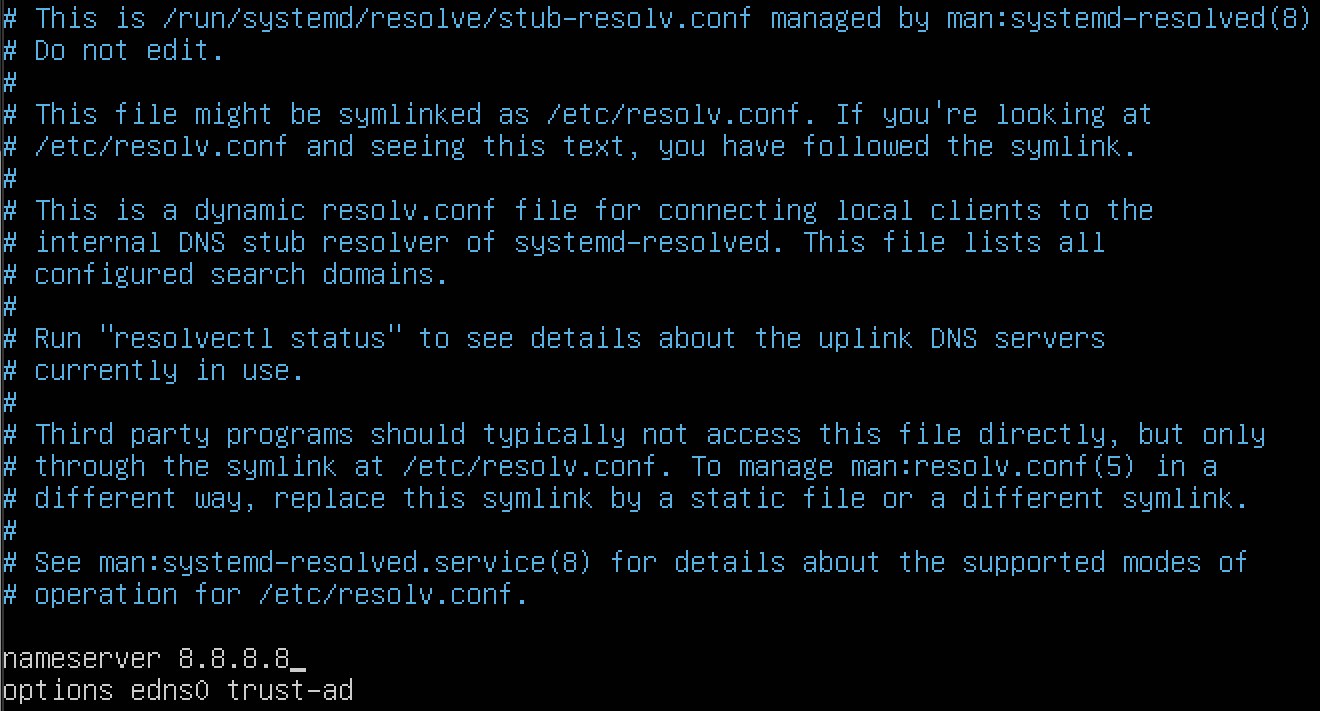 # This is /run/systemd/resolve/stub-resolv.conf managed by man:systemd-resolved(8)
# Do not edit.
#
# This file might be symlinked as /etc/resolv.conf. If you're looking at
# /etc/resolv.conf and seeing this text, you have followed the symlink.
#
# This is a dynamic resolv.conf file for connecting local clients to the
# internal DNS stub resolver of systemd-resolved. This file lists all
# configured search domains.
#
# Run "resolvectl status" to see details about the uplink DNS servers
# currently in use.
#
# Third party programs should typically not access this file directly, but only
# through the symlink at /etc/resolv.conf. To manage man:resolv.conf(5) in a
# different way, replace this symlink by a static file or a different symlink.
#
# See man:systemd-resolved.service(8) for details about the supported modes of
# operation for /etc/resolv.conf.

nameserver 8.8.8.8_
options edns0 trust-ad